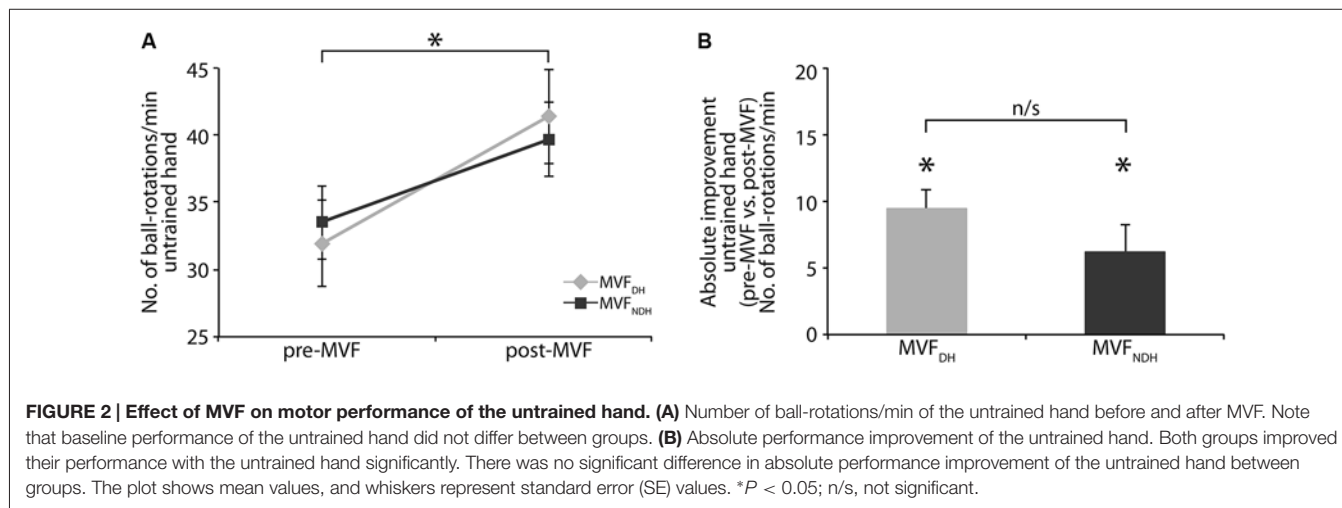 A
*
No. of ball-rotations/min
untrained hand
45
40
35
30
25
pre-MVF
post-MVF
MVF_DH
MVF_NDH
B
Absolute improvement
untrained hand
(pre-MVF vs. post-MVF)
No. of ball-rotations/min
20
15
10
5
0
n/s
*
*
MVF_DH
MVF_NDH
FIGURE 2 | Effect of MVF on motor performance of the untrained hand. (A) Number of ball-rotations/min of the untrained hand before and after MVF. Note
that baseline performance of the untrained hand did not differ between groups. (B) Absolute performance improvement of the untrained hand. Both groups improved
their performance with the untrained hand significantly. There was no significant difference in absolute performance improvement of the untrained hand between
groups. The plot shows mean values, and whiskers represent standard error (SE) values. *P < 0.05; n/s, not significant.